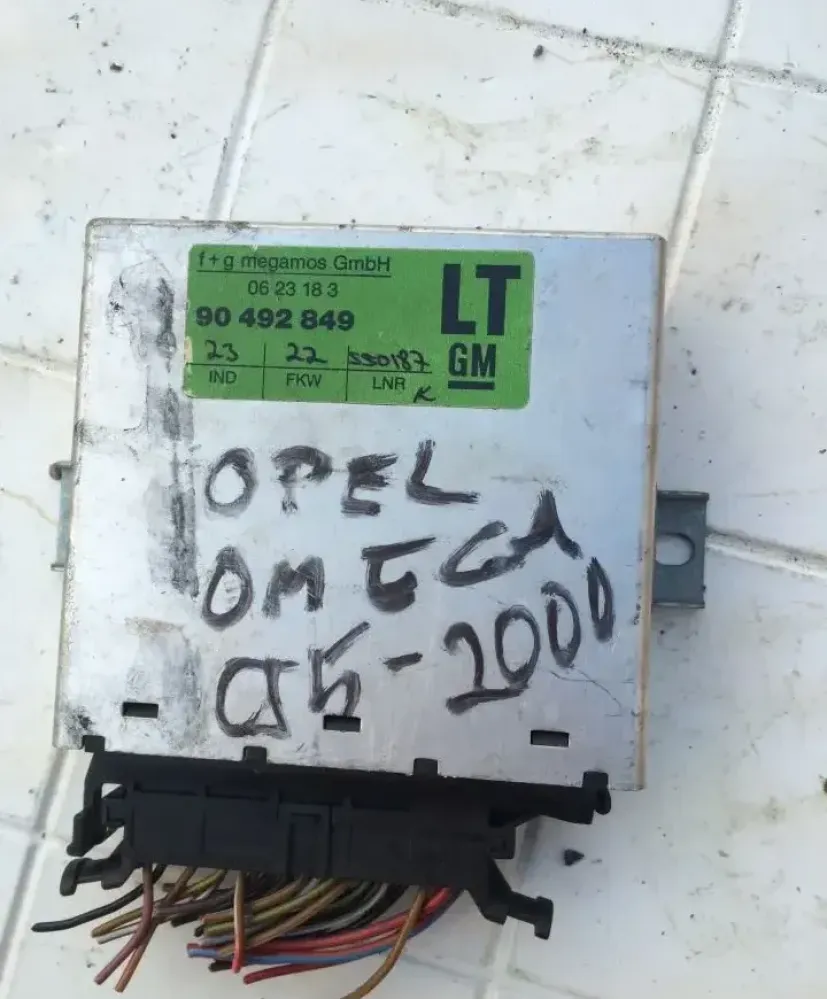 f+g megamos GmbH
06 23 18 3
90 492 849
LT
GM
23 22 550187
IND FKW LNR K
OPEL
OMEGA
95-2000